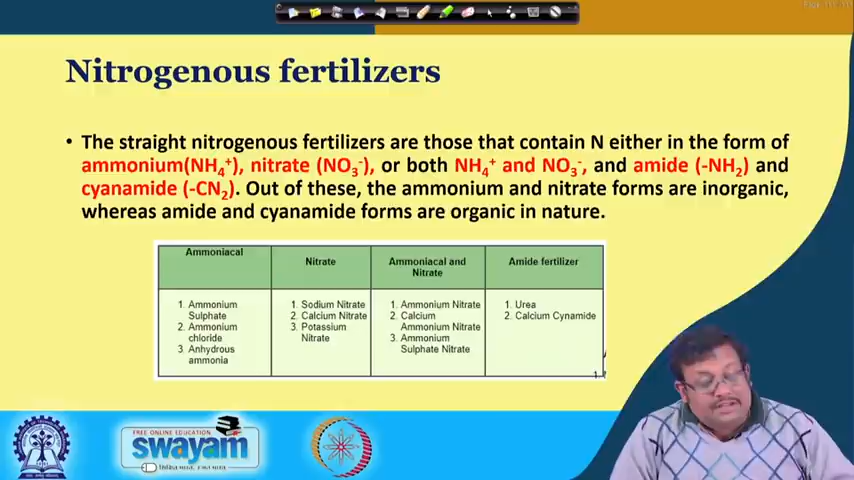 Nitrogenous fertilizers
• The straight nitrogenous fertilizers are those that contain N either in the form of
ammonium(NH₄⁺), nitrate (NO₃⁻), or both NH₄⁺ and NO₃⁻, and amide (-NH₂) and
cyanamide (-CN₂). Out of these, the ammonium and nitrate forms are inorganic,
whereas amide and cyanamide forms are organic in nature.
Ammoniacal
1. Ammonium
Sulphate
2. Ammonium
chloride
3. Anhydrous
ammonia
Nitrate
1. Sodium Nitrate
2. Calcium Nitrate
3. Potassium
Nitrate
Ammoniacal and
Nitrate
1. Ammonium Nitrate
2. Calcium
Ammonium Nitrate
3. Ammonium
Sulphate Nitrate
Amide fertilizer
1. Urea
2. Calcium Cynamide
FREE ONLINE EDUCATION
swayam